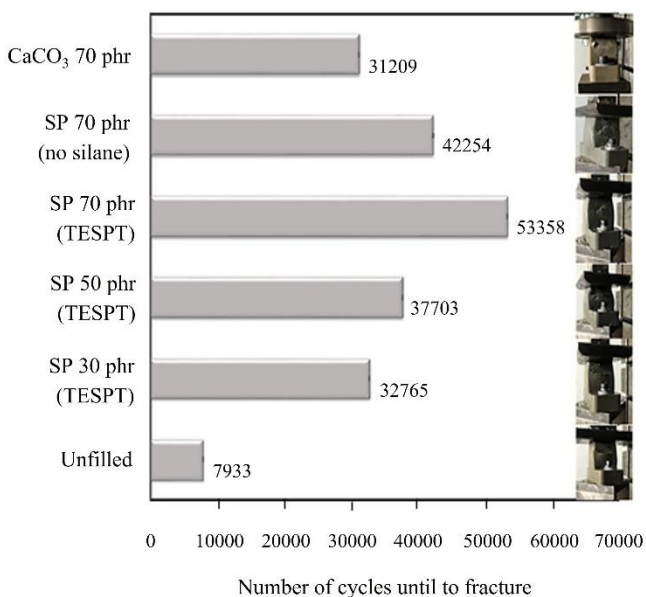 CaCO₃ 70 phr
31209
SP 70 phr
(no silane)
42254
SP 70 phr
(TESPT)
53358
SP 50 phr
(TESPT)
37703
SP 30 phr
(TESPT)
32765
Unfilled
7933
0 10000 20000 30000 40000 50000 60000 70000
Number of cycles until to fracture